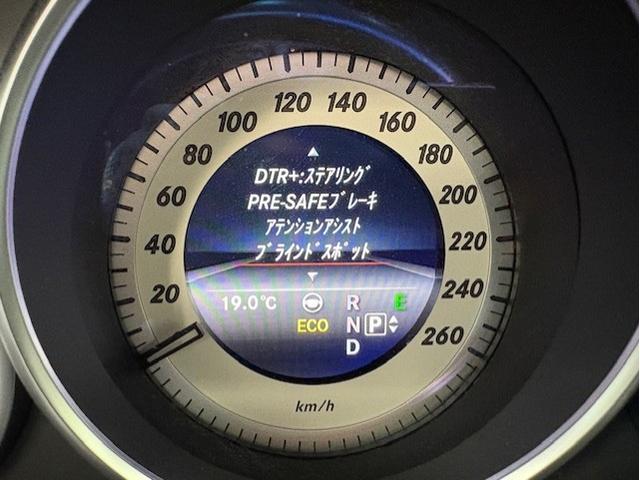 120 140
100 160
80 180
60 200
40 220
20 240
260
DTR+:ステアリング
PRE-SAFEブレーキ
アテンションアシスト
ブラインドスポット
19.0℃ R E
ECO N P
D
km/h